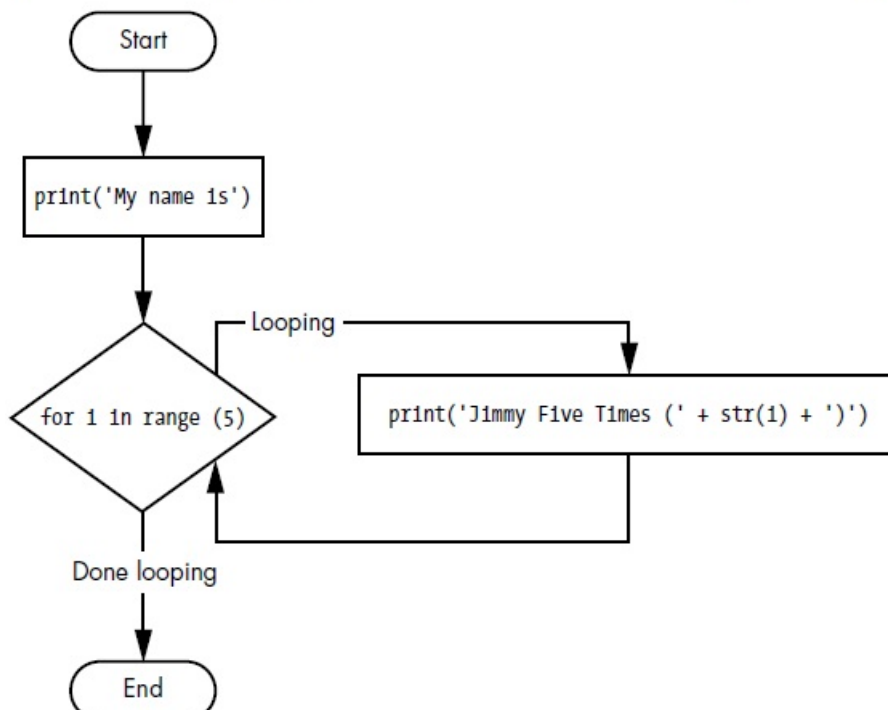 Start
print('My name is')
Looping
for i in range (5)
print('Jimmy Five Times (' + str(i) + ')')
Done looping
End